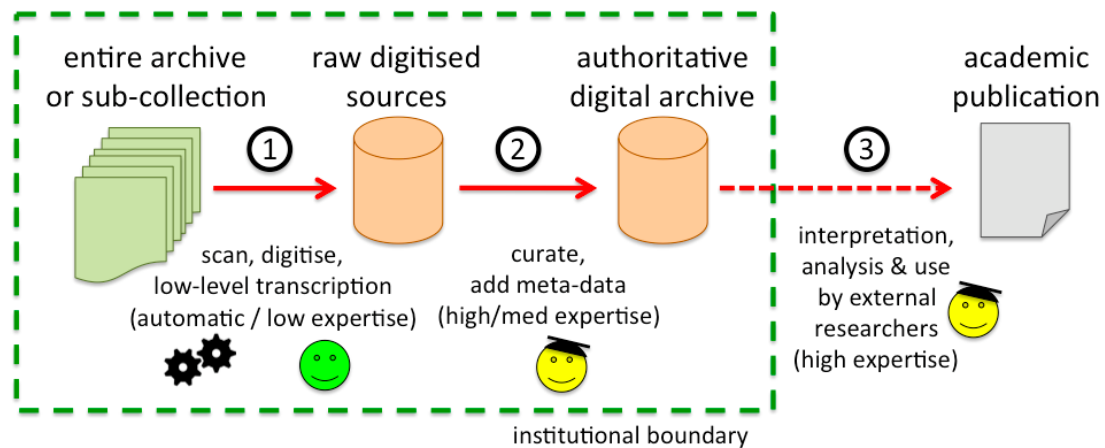 entire archive
or sub-collection
raw digitised
sources
authoritative
digital archive
academic
publication
1
2
3
scan, digitise,
low-level transcription
(automatic / low expertise)
curate,
add meta-data
(high/med expertise)
interpretation,
analysis & use
by external
researchers
(high expertise)
institutional boundary